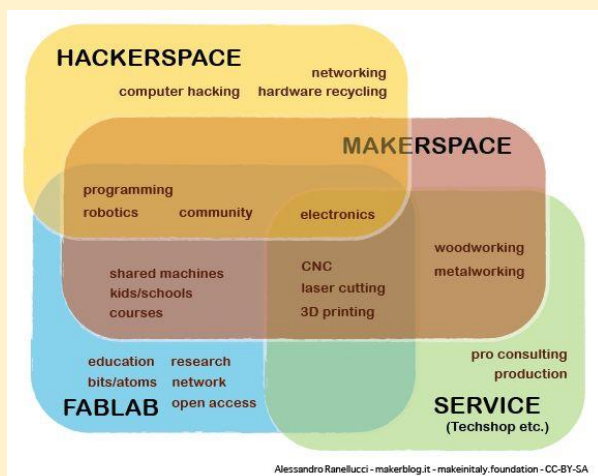 HACKERSPACE
networking
computer hacking hardware recycling
MAKERSPACE
programming
robotics community electronics
woodworking
metalworking
CNC
laser cutting
3D printing
shared machines
kids/schools
courses
education research
bits/atoms network
open access
FABLAB
pro consulting
production
SERVICE
(Techshop etc.)
Alessandro Ranellucci - makerblog.it - makeinitaly.foundation - CC-BY-SA